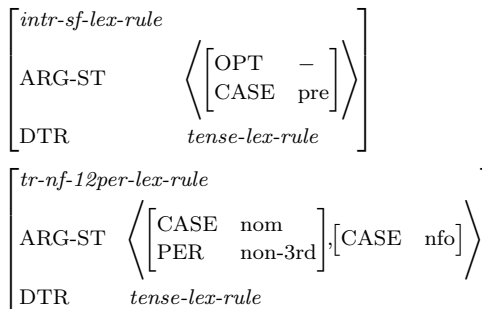 intr-sf-lex-rule
ARG-ST ⟨[OPT −
CASE pre]⟩
DTR tense-lex-rule
tr-nf-12per-lex-rule
ARG-ST ⟨[CASE nom
PER non-3rd],[CASE nfo]⟩
DTR tense-lex-rule